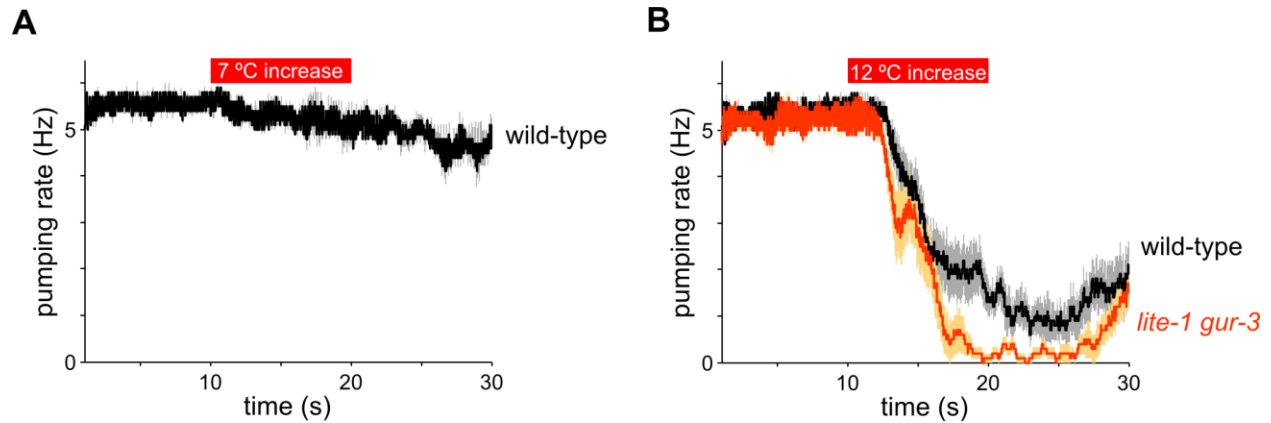 A
7 ºC increase
pumping rate (Hz)
5
0
wild-type
10
20
30
time (s)
B
12 ºC increase
pumping rate (Hz)
5
0
wild-type
lite-1 gur-3
10
20
30
time (s)